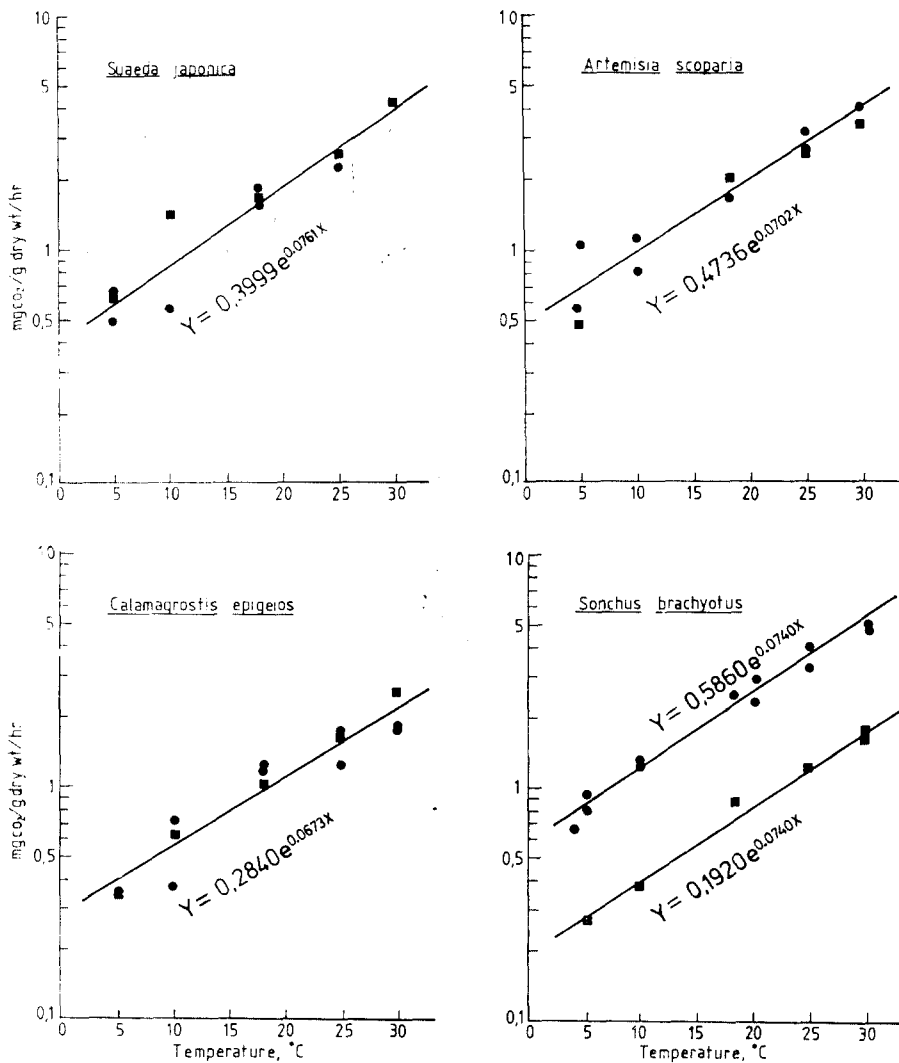 10
Suaeda japonica
5
mgco₂/g dry wt/hr
1
0,5
Y= 0,3999e^0.0761X
0,1
0 5 10 15 20 25 30
10
Artemisia scoparia
5
1
0,5
Y= 0,4736e^0.0702X
0,1
0 5 10 15 20 25 30
10
Calamagrostis epigeios
5
mgco₂/g dry wt/hr
1
0,5
Y= 0,2840e^0.0673X
0,1
0 5 10 15 20 25 30
Temperature, °C
10
Sonchus brachyotus
5
Y= 0,5860e^0.0740X
1
0,5
Y= 0,1920e^0.0740X
0,1
0 5 10 15 20 25 30
Temperature, °C